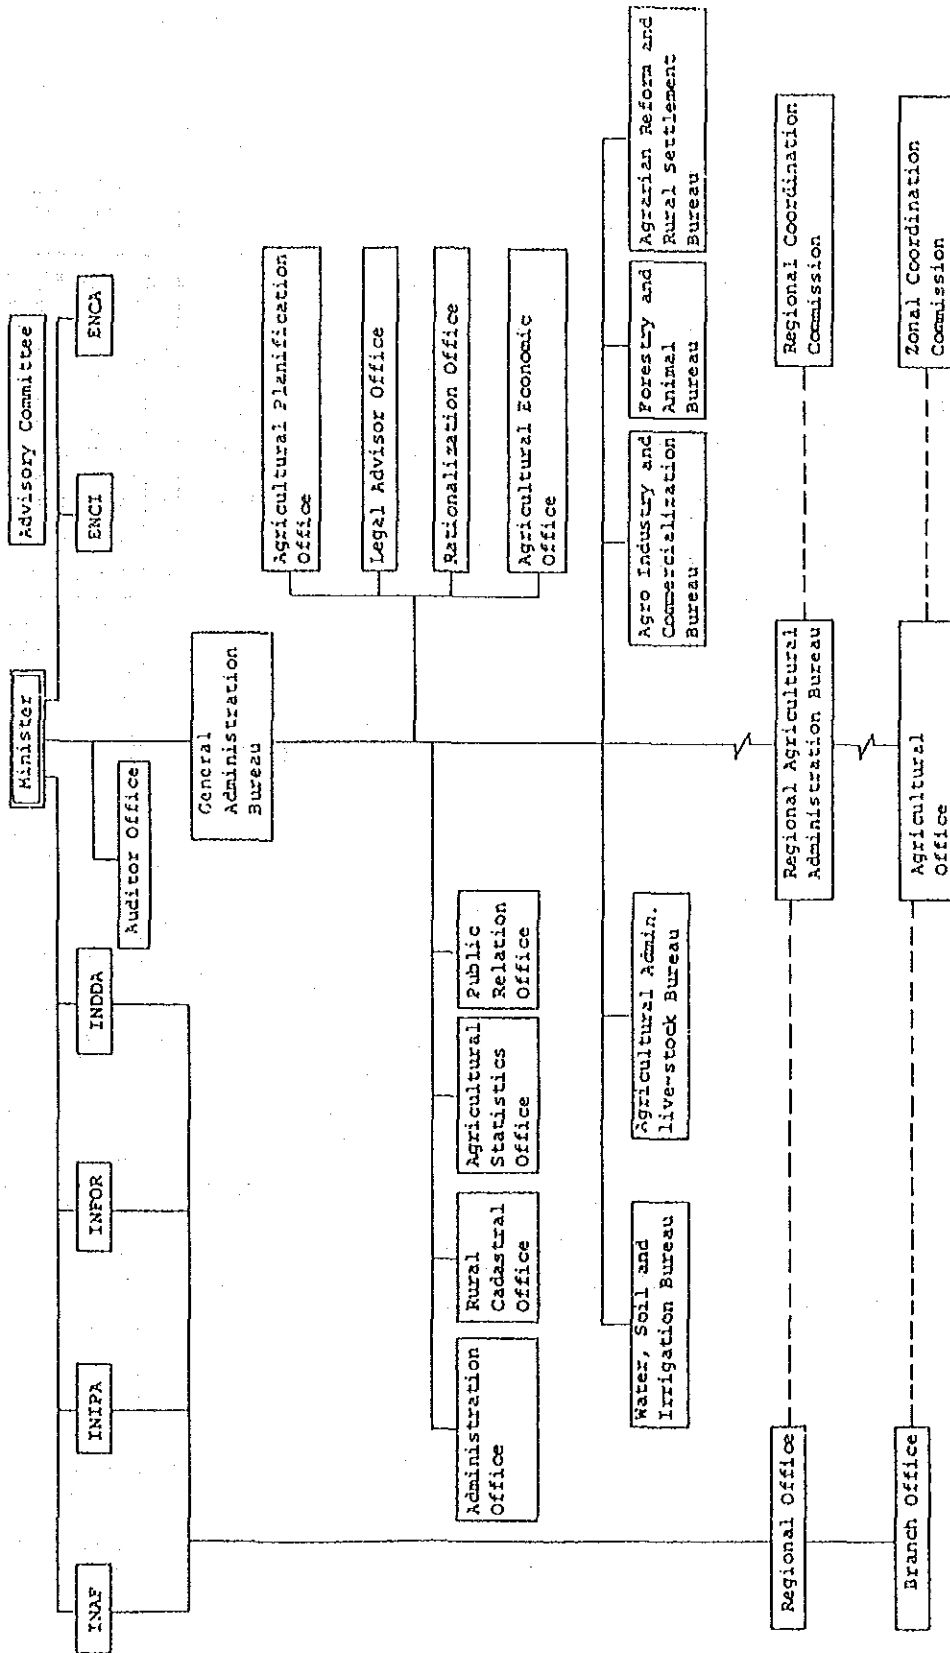 Minister
Advisory Committee
INAF
INIPA
INFOR
INDDA
ENCI
ENCA
Auditor Office
General
Administration
Bureau
Agricultural Planification
Office
Legal Advisor Office
Rationalization Office
Agricultural Economic
Office
Administration
Office
Rural
Cadastral
Office
Agricultural
Statistics
Office
Public
Relation
Office
Water, Soil and
Irrigation Bureau
Agricultural Admin.
live-stock Bureau
Agro Industry and
Commercialization
Bureau
Forestry and
Animal
Bureau
Agrarian Reform and
Rural Settlement
Bureau
Regional Office
Regional Agricultural
Administration Bureau
Regional Coordination
Commission
Branch Office
Agricultural
Office
Zonal Coordination
Commission